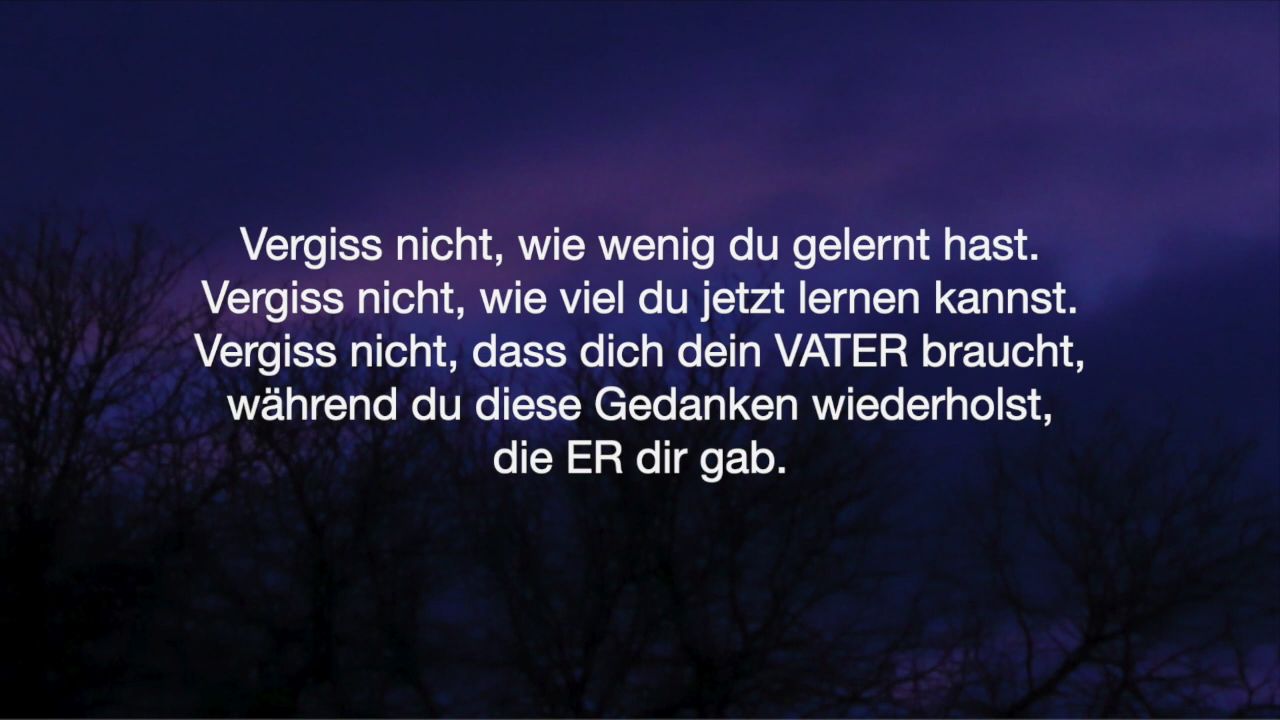 Vergiss nicht, wie wenig du gelernt hast.
Vergiss nicht, wie viel du jetzt lernen kannst.
Vergiss nicht, dass dich dein VATER braucht,
während du diese Gedanken wiederholst,
die ER dir gab.